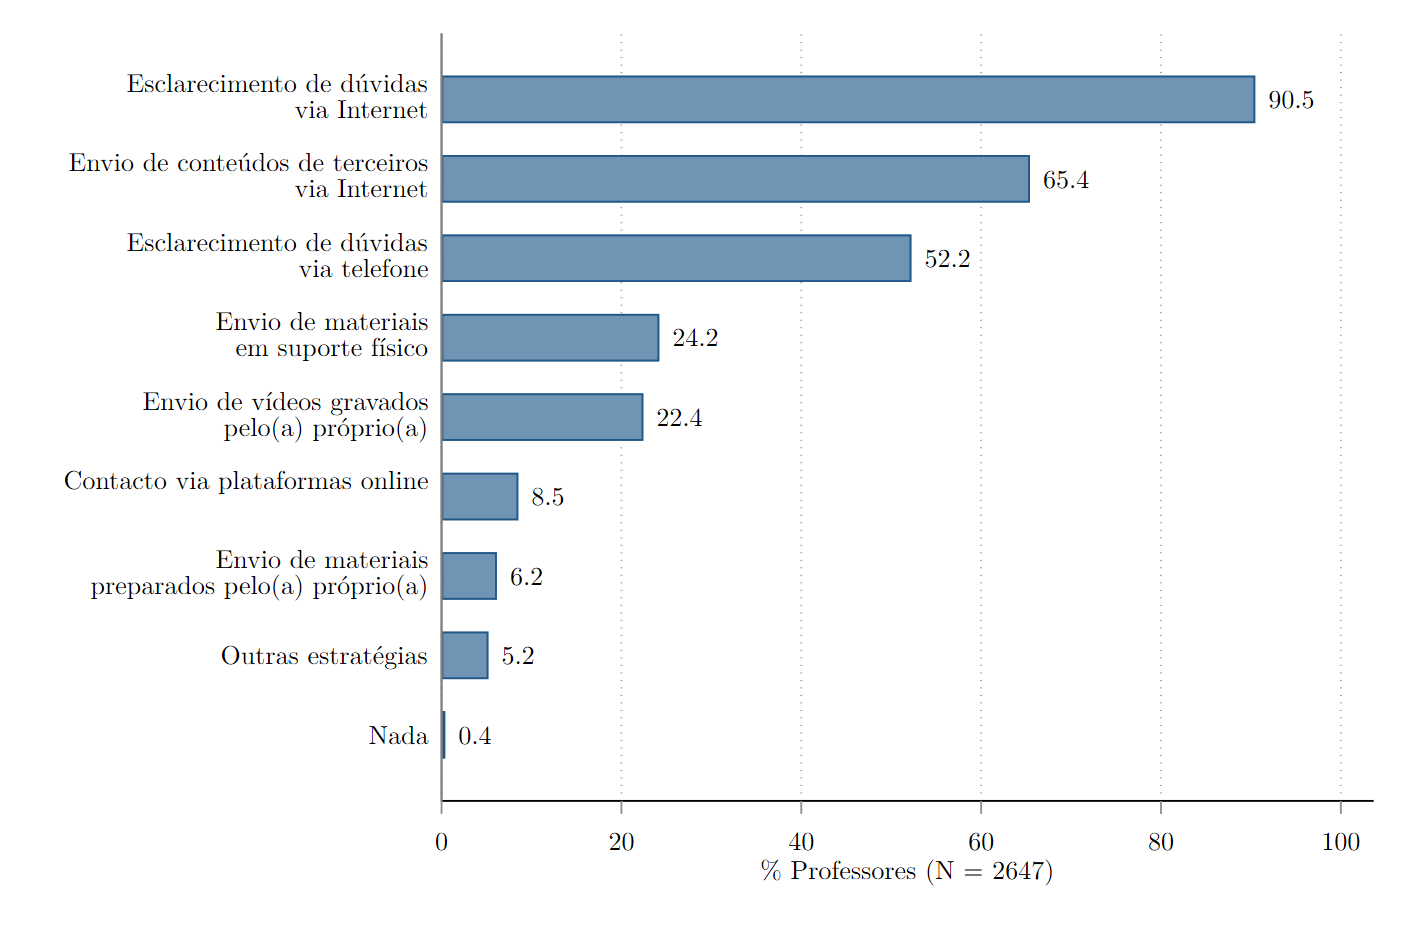 Esclarecimento de dúvidas
via Internet
90.5
Envio de conteúdos de terceiros
via Internet
65.4
Esclarecimento de dúvidas
via telefone
52.2
Envio de materiais
em suporte físico
24.2
Envio de vídeos gravados
pelo(a) próprio(a)
22.4
Contacto via plataformas online
8.5
Envio de materiais
preparados pelo(a) próprio(a)
6.2
Outras estratégias
5.2
Nada
0.4
0 20 40 60 80 100
% Professores (N = 2647)